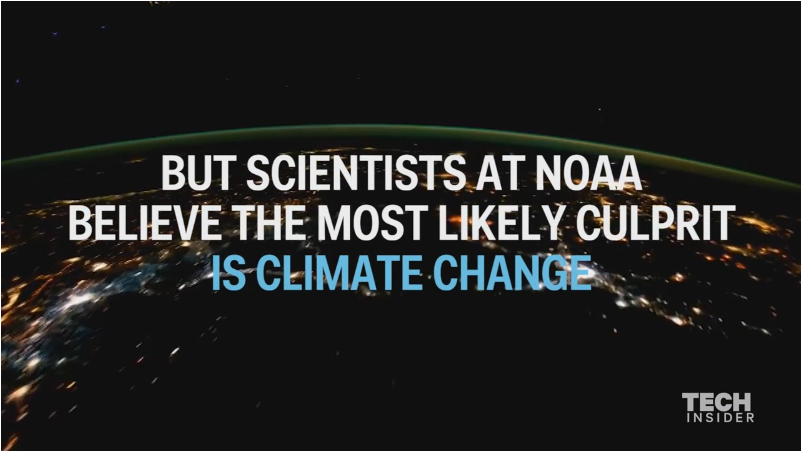 BUT SCIENTISTS AT NOAA
BELIEVE THE MOST LIKELY CULPRIT
IS CLIMATE CHANGE
TECH
INSIDER